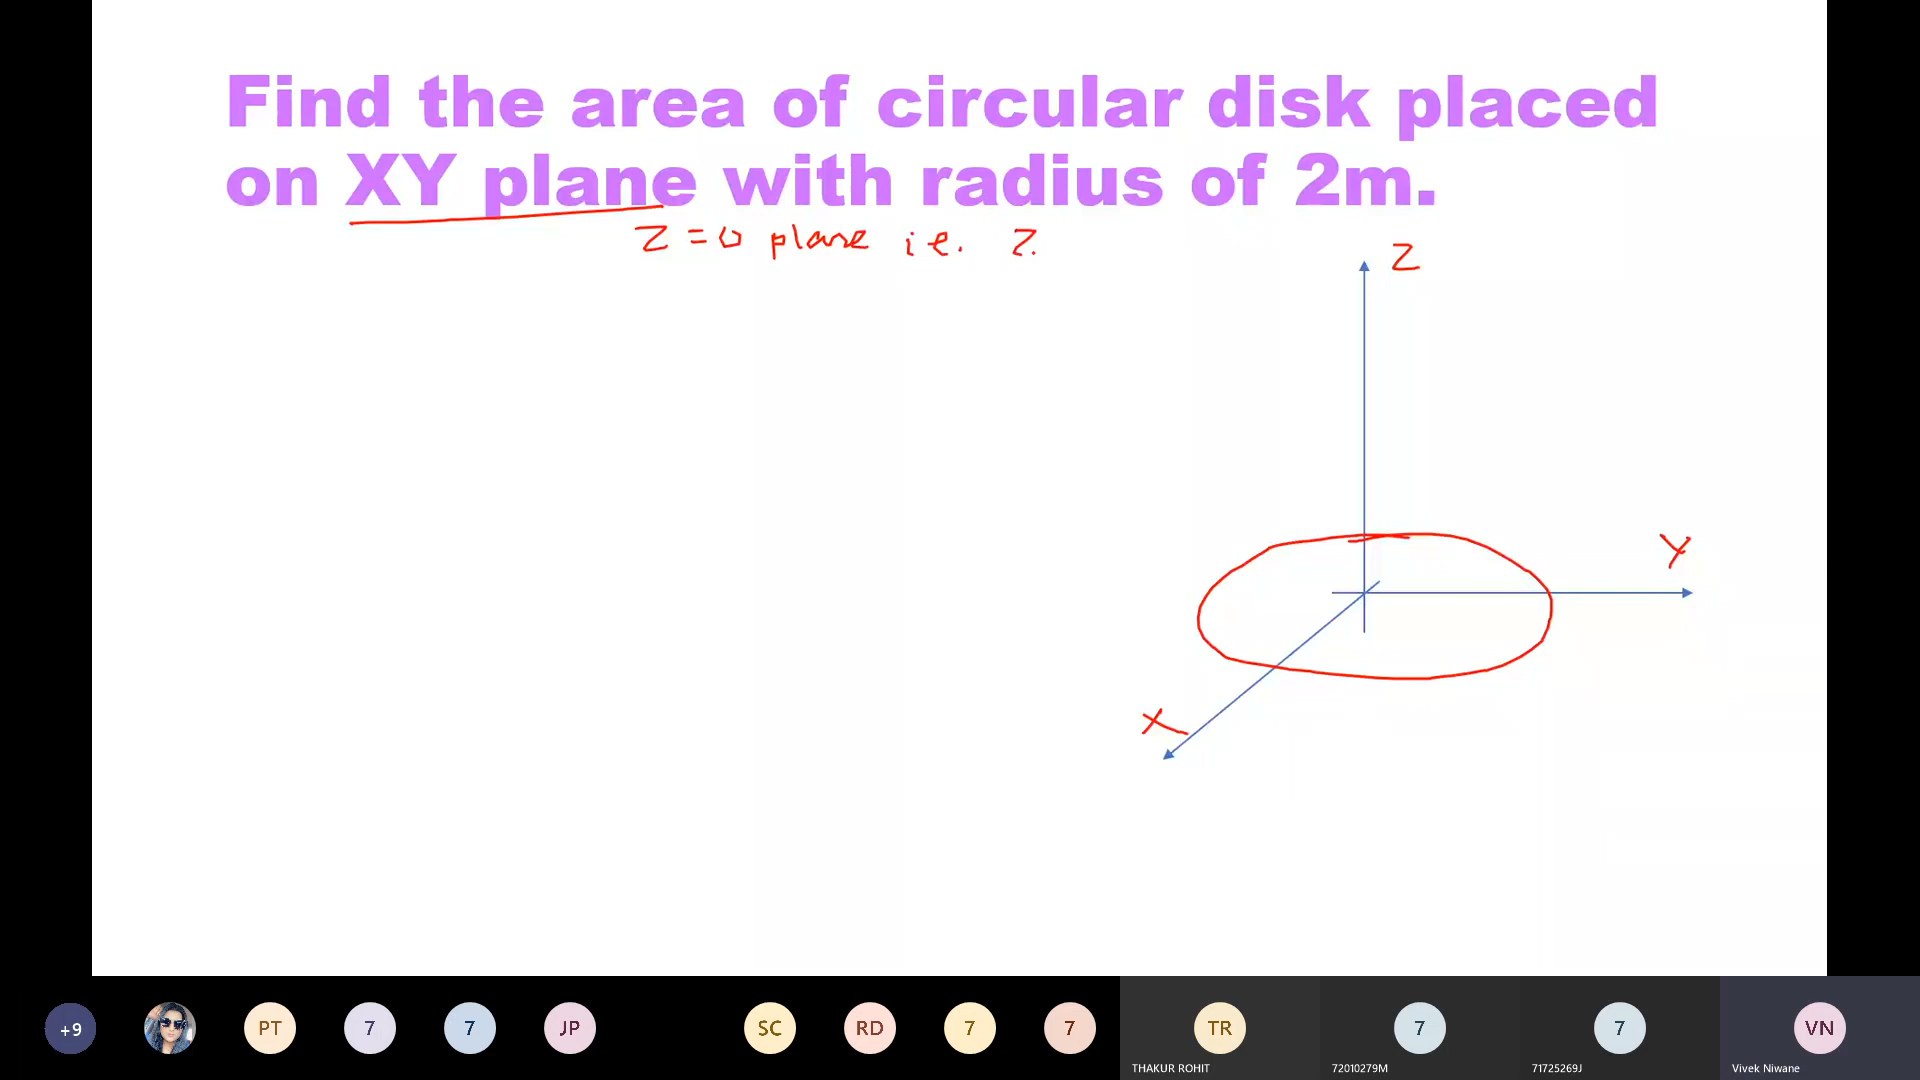 Find the area of circular disk placed
on XY plane with radius of 2m.
Z = 0 plane i.e. Z
Z
Y
X
+9
PT
7
7
JP
SC
RD
7
7
TR
7
7
VN
THAKUR ROHIT
72010279M
71725269J
Vivek Niwane